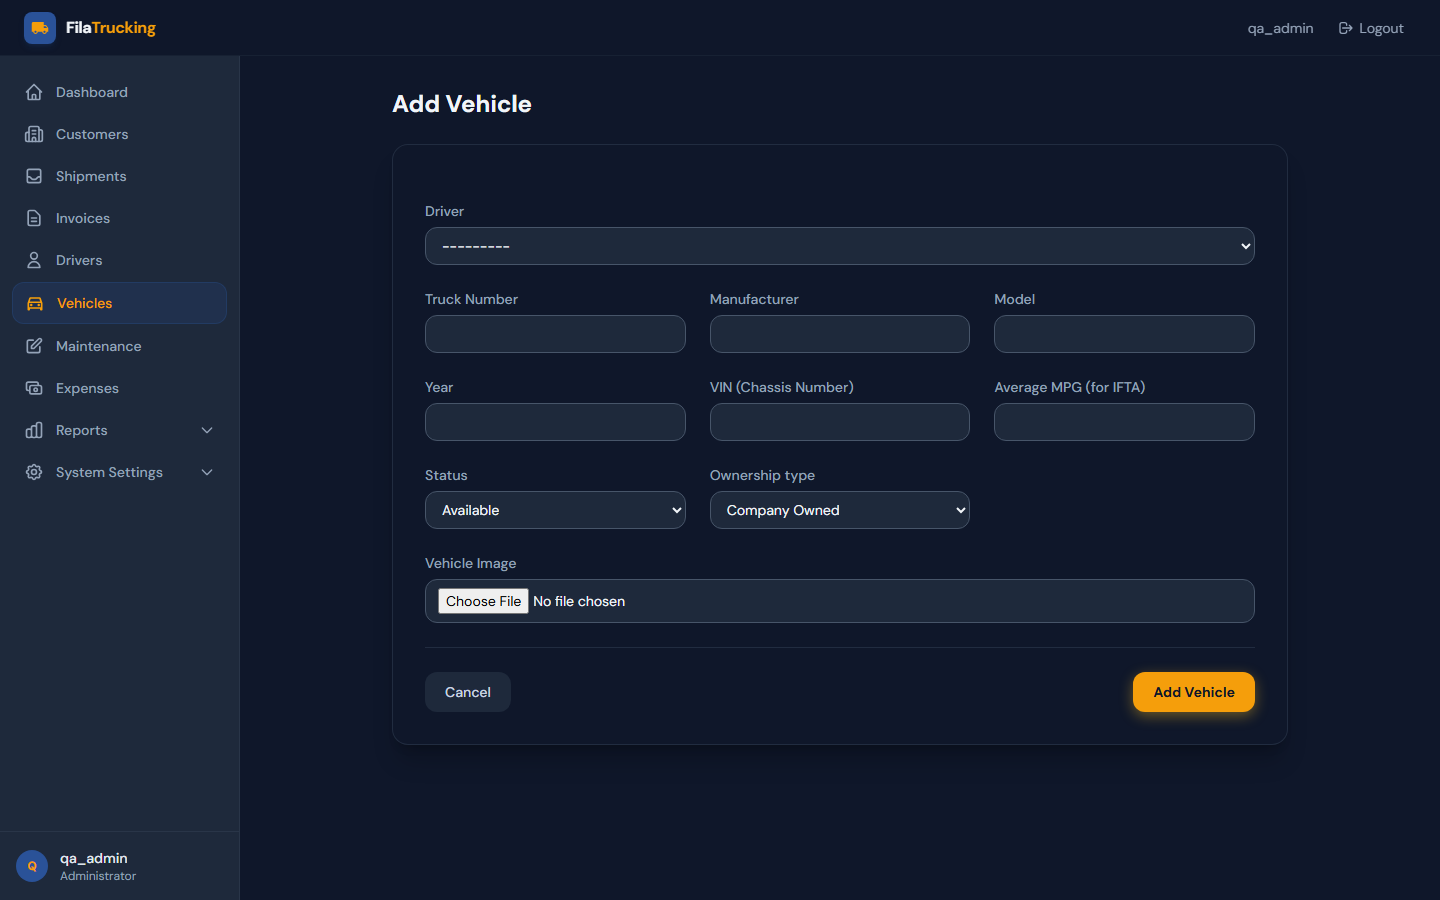 FilaTrucking
qa_admin
Logout
Dashboard
Customers
Shipments
Invoices
Drivers
Vehicles
Maintenance
Expenses
Reports
System Settings
qa_admin
Administrator
Q
Add Vehicle
Driver
---------
Truck Number
Manufacturer
Model
Year
VIN (Chassis Number)
Average MPG (for IFTA)
Status
Ownership type
Available
Company Owned
Vehicle Image
Choose File No file chosen
Cancel
Add Vehicle